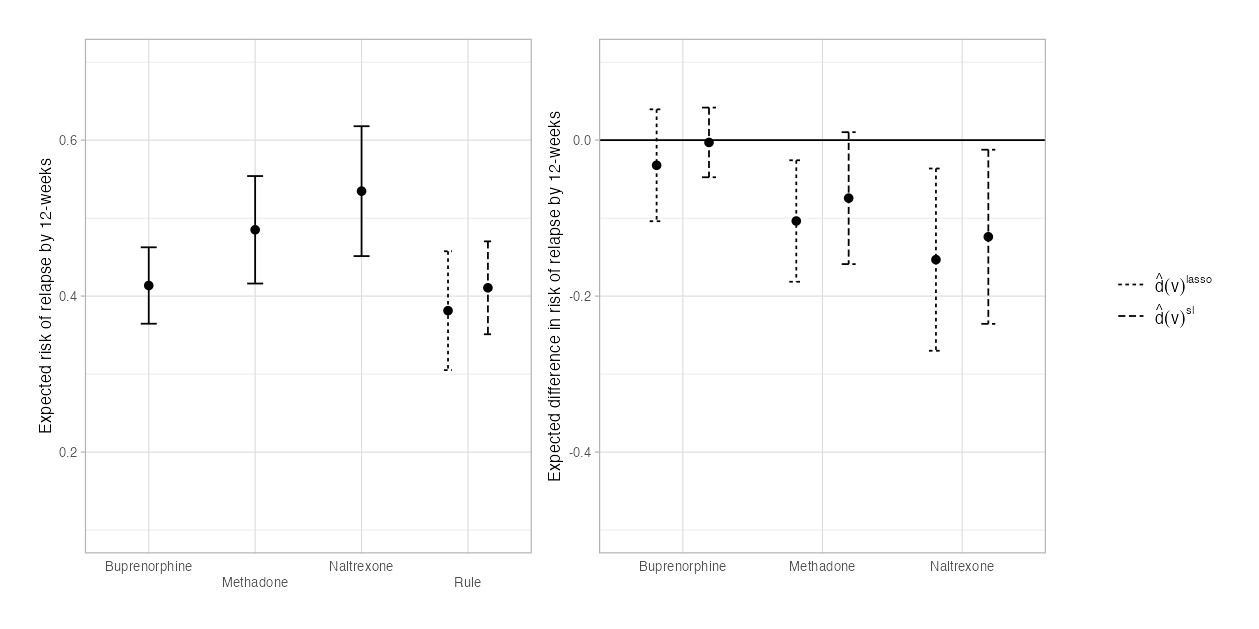 Expected risk of relapse by 12-weeks
0.6
0.4
0.2
Buprenorphine
Methadone
Naltrexone
Rule
Expected difference in risk of relapse by 12-weeks
0.0
-0.2
-0.4
Buprenorphine
Methadone
Naltrexone
d̂(v)^lasso
d̂(v)^sl